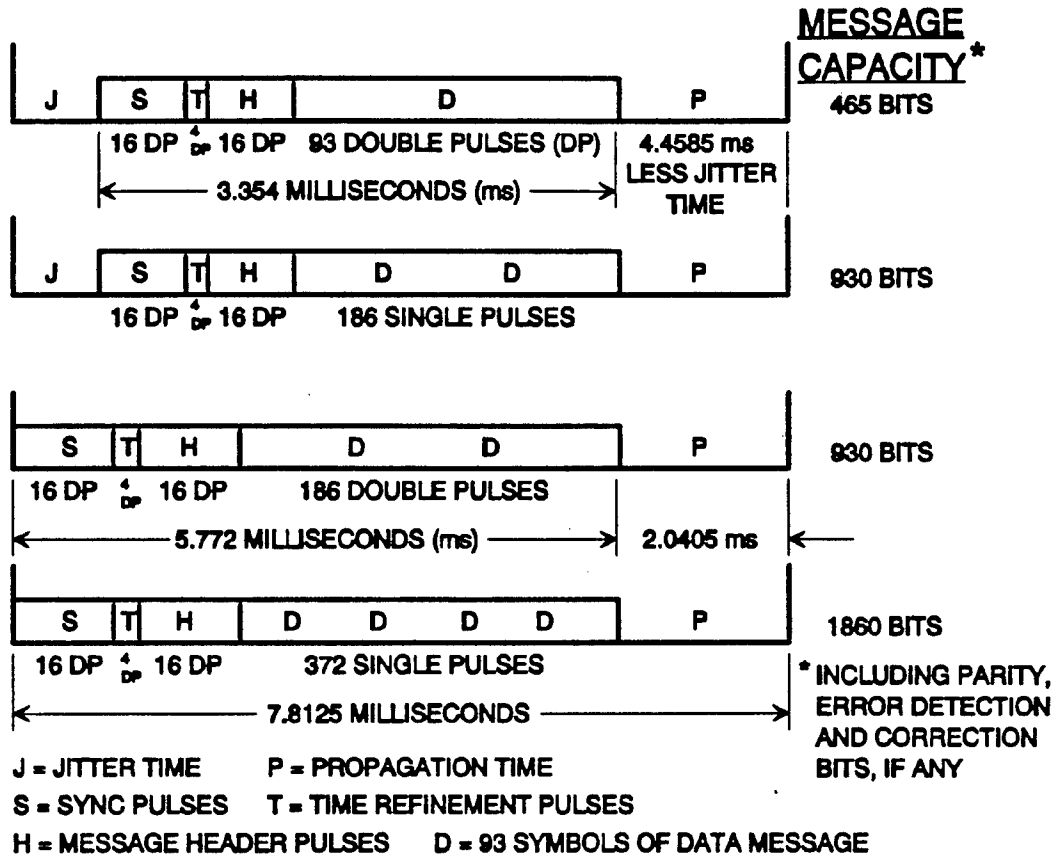 MESSAGE
CAPACITY*
J S T H D P 465 BITS
16 DP 4 DP 16 DP 93 DOUBLE PULSES (DP) 4.4585 ms
LESS JITTER
TIME
3.354 MILLISECONDS (ms)
J S T H D D P 930 BITS
16 DP 4 DP 16 DP 186 SINGLE PULSES
S T H D D P 930 BITS
16 DP 4 DP 16 DP 186 DOUBLE PULSES
5.772 MILLISECONDS (ms) 2.0405 ms
S T H D D D D P 1860 BITS
16 DP 4 DP 16 DP 372 SINGLE PULSES
7.8125 MILLISECONDS
* INCLUDING PARITY,
ERROR DETECTION
AND CORRECTION
BITS, IF ANY
J = JITTER TIME P = PROPAGATION TIME
S = SYNC PULSES T = TIME REFINEMENT PULSES
H = MESSAGE HEADER PULSES D = 93 SYMBOLS OF DATA MESSAGE